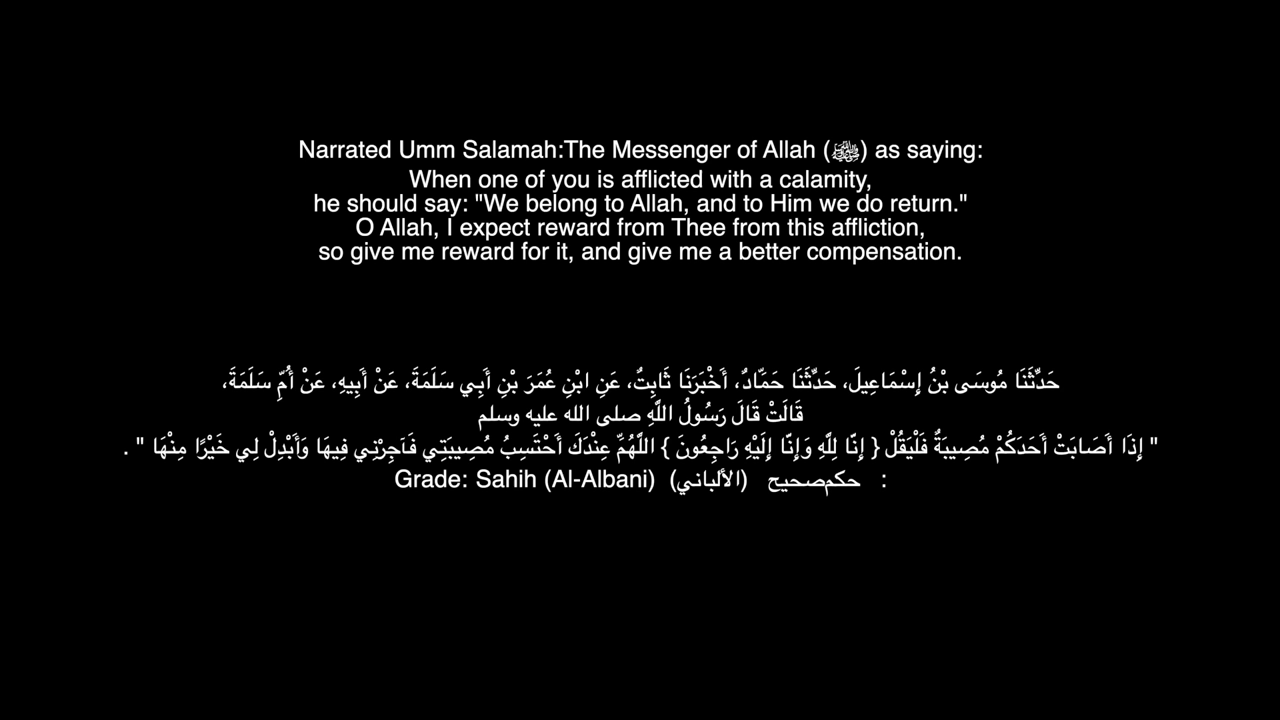 Narrated Umm Salamah:The Messenger of Allah (ﷺ) as saying:
When one of you is afflicted with a calamity,
he should say: "We belong to Allah, and to Him we do return."
O Allah, I expect reward from Thee from this affliction,
so give me reward for it, and give me a better compensation.
حَدَّثَنَا مُوسَى بْنُ إِسْمَاعِيلَ، حَدَّثَنَا حَمَّادٌ، أَخْبَرَنَا ثَابِتٌ، عَنِ ابْنِ عُمَرَ بْنِ أَبِي سَلَمَةَ، عَنْ أَبِيهِ، عَنْ أُمِّ سَلَمَةَ،
قَالَتْ قَالَ رَسُولُ اللَّهِ صلى الله عليه وسلم
" إِذَا أَصَابَتْ أَحَدَكُمْ مُصِيبَةٌ فَلْيَقُلْ { إِنَّا لِلَّهِ وَإِنَّا إِلَيْهِ رَاجِعُونَ } اللَّهُمَّ عِنْدَكَ أَحْتَسِبُ مُصِيبَتِي فَآجِرْنِي فِيهَا وَأَبْدِلْ لِي خَيْرًا مِنْهَا " .
Grade: Sahih (Al-Albani) (الألباني) حكم‌صحيح :